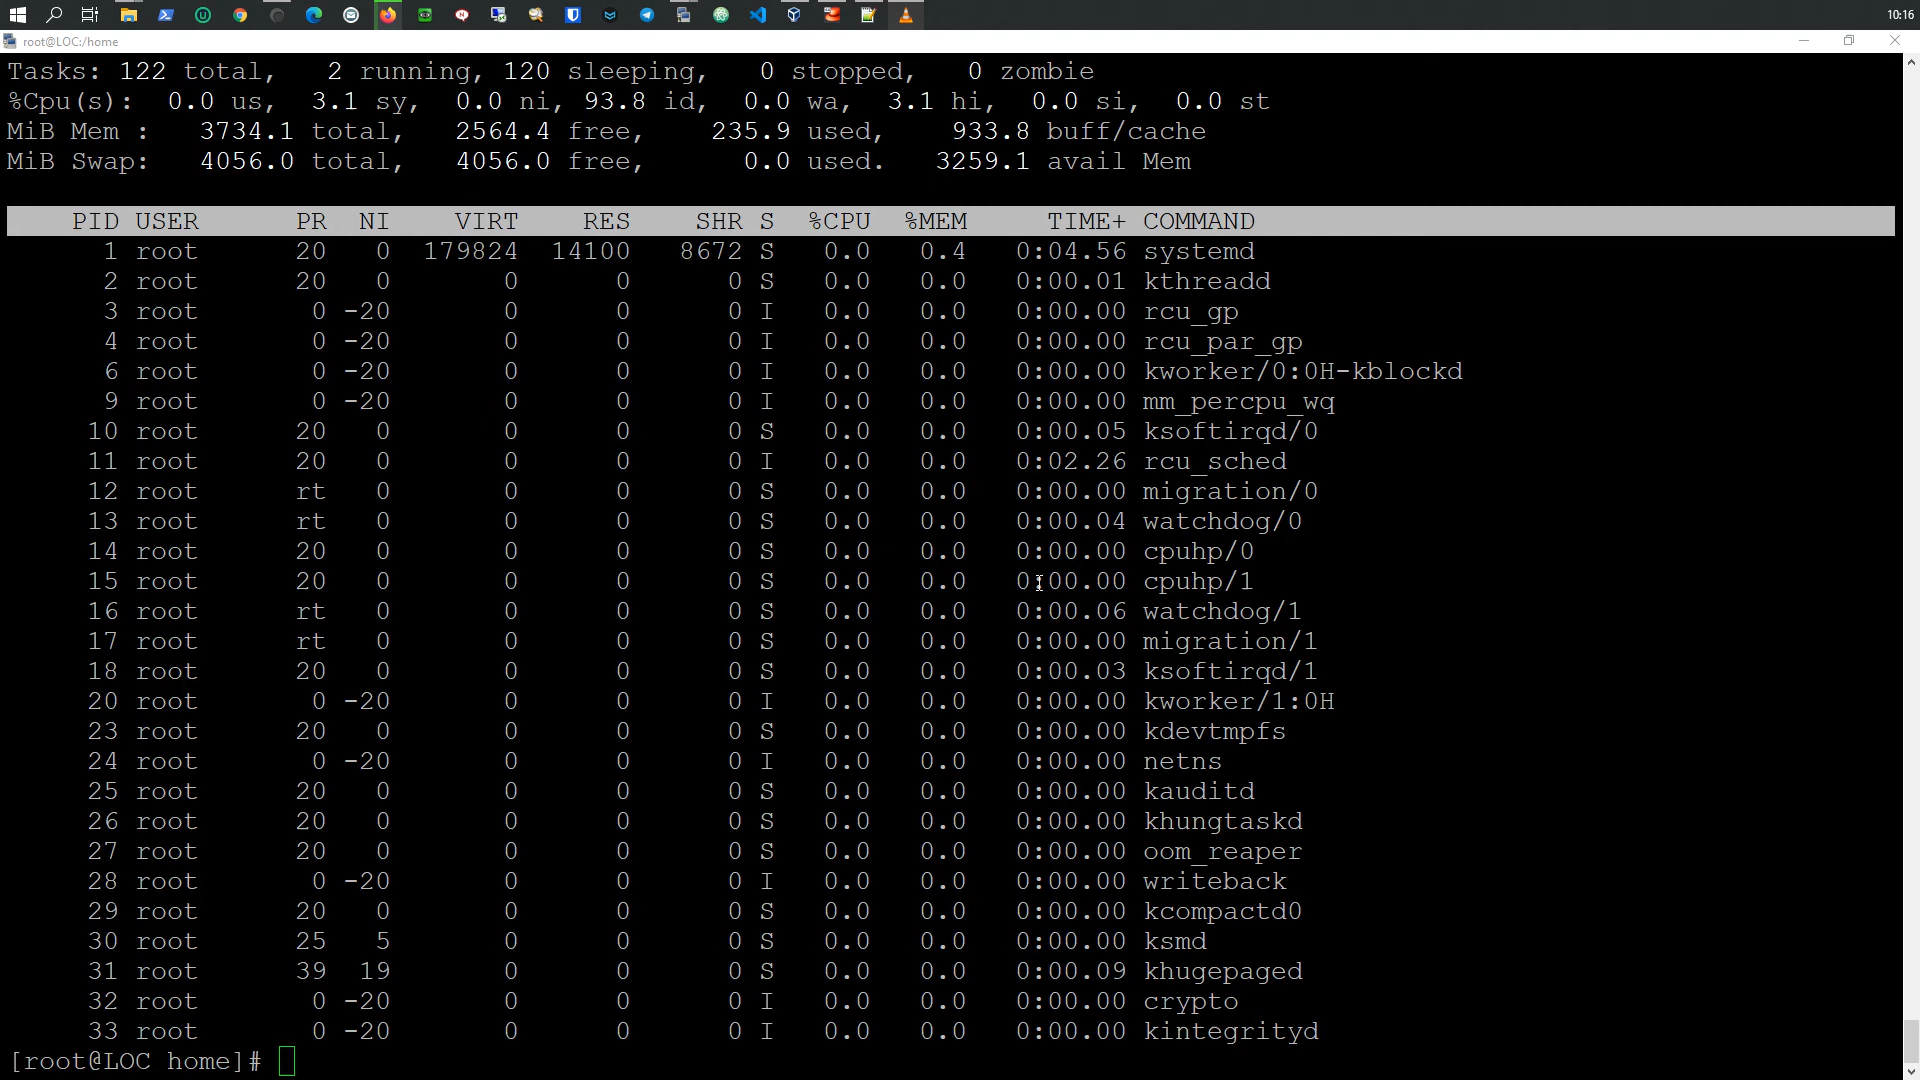 10:16
root@LOC:/home
Tasks: 122 total,   2 running, 120 sleeping,   0 stopped,   0 zombie
%Cpu(s):  0.0 us,  3.1 sy,  0.0 ni, 93.8 id,  0.0 wa,  3.1 hi,  0.0 si,  0.0 st
MiB Mem :   3734.1 total,   2564.4 free,    235.9 used,    933.8 buff/cache
MiB Swap:   4056.0 total,   4056.0 free,      0.0 used.   3259.1 avail Mem
PID USER      PR  NI    VIRT    RES    SHR S  %CPU  %MEM     TIME+ COMMAND
1 root      20   0  179824  14100   8672 S   0.0   0.4   0:04.56 systemd
2 root      20   0       0      0      0 S   0.0   0.0   0:00.01 kthreadd
3 root       0 -20       0      0      0 I   0.0   0.0   0:00.00 rcu_gp
4 root       0 -20       0      0      0 I   0.0   0.0   0:00.00 rcu_par_gp
6 root       0 -20       0      0      0 I   0.0   0.0   0:00.00 kworker/0:0H-kblockd
9 root       0 -20       0      0      0 I   0.0   0.0   0:00.00 mm_percpu_wq
10 root      20   0       0      0      0 S   0.0   0.0   0:00.05 ksoftirqd/0
11 root      20   0       0      0      0 I   0.0   0.0   0:02.26 rcu_sched
12 root      rt   0       0      0      0 S   0.0   0.0   0:00.00 migration/0
13 root      rt   0       0      0      0 S   0.0   0.0   0:00.04 watchdog/0
14 root      20   0       0      0      0 S   0.0   0.0   0:00.00 cpuhp/0
15 root      20   0       0      0      0 S   0.0   0.0   0:00.00 cpuhp/1
16 root      rt   0       0      0      0 S   0.0   0.0   0:00.06 watchdog/1
17 root      rt   0       0      0      0 S   0.0   0.0   0:00.00 migration/1
18 root      20   0       0      0      0 S   0.0   0.0   0:00.03 ksoftirqd/1
20 root       0 -20       0      0      0 I   0.0   0.0   0:00.00 kworker/1:0H
23 root      20   0       0      0      0 S   0.0   0.0   0:00.00 kdevtmpfs
24 root       0 -20       0      0      0 I   0.0   0.0   0:00.00 netns
25 root      20   0       0      0      0 S   0.0   0.0   0:00.00 kauditd
26 root      20   0       0      0      0 S   0.0   0.0   0:00.00 khungtaskd
27 root      20   0       0      0      0 S   0.0   0.0   0:00.00 oom_reaper
28 root       0 -20       0      0      0 I   0.0   0.0   0:00.00 writeback
29 root      20   0       0      0      0 S   0.0   0.0   0:00.00 kcompactd0
30 root      25   5       0      0      0 S   0.0   0.0   0:00.00 ksmd
31 root      39  19       0      0      0 S   0.0   0.0   0:00.09 khugepaged
32 root       0 -20       0      0      0 I   0.0   0.0   0:00.00 crypto
33 root       0 -20       0      0      0 I   0.0   0.0   0:00.00 kintegrityd
[root@LOC home]#